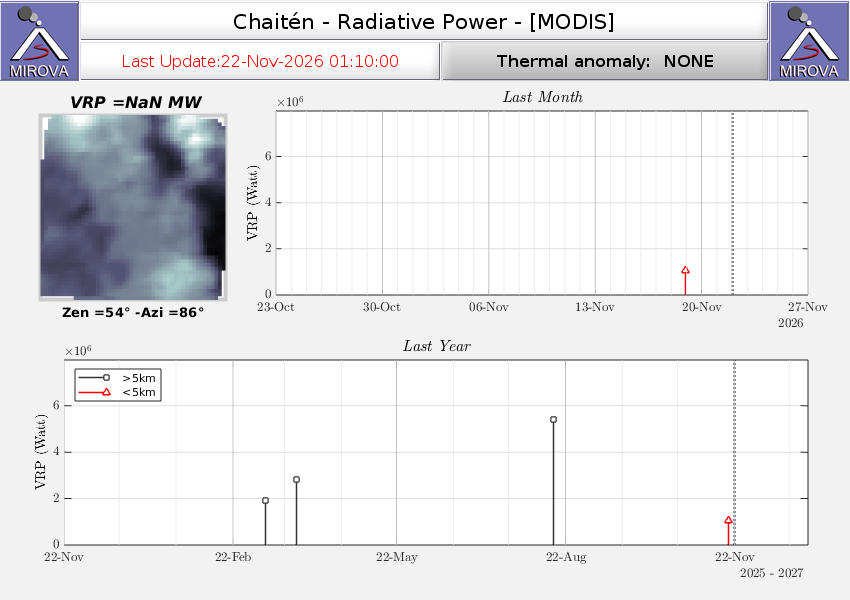 Chaitén - Radiative Power - [MODIS]
MIROVA
Last Update:22-Nov-2026 01:10:00
Thermal anomaly: NONE
MIROVA
VRP =NaN MW
Zen =54° -Azi =86°
Last Month
×10⁶
VRP (Watt)
6
4
2
0
23-Oct
30-Oct
06-Nov
13-Nov
20-Nov
27-Nov
2026
Last Year
×10⁶
VRP (Watt)
>5km
<5km
6
4
2
0
22-Nov
22-Feb
22-May
22-Aug
22-Nov
2025 - 2027